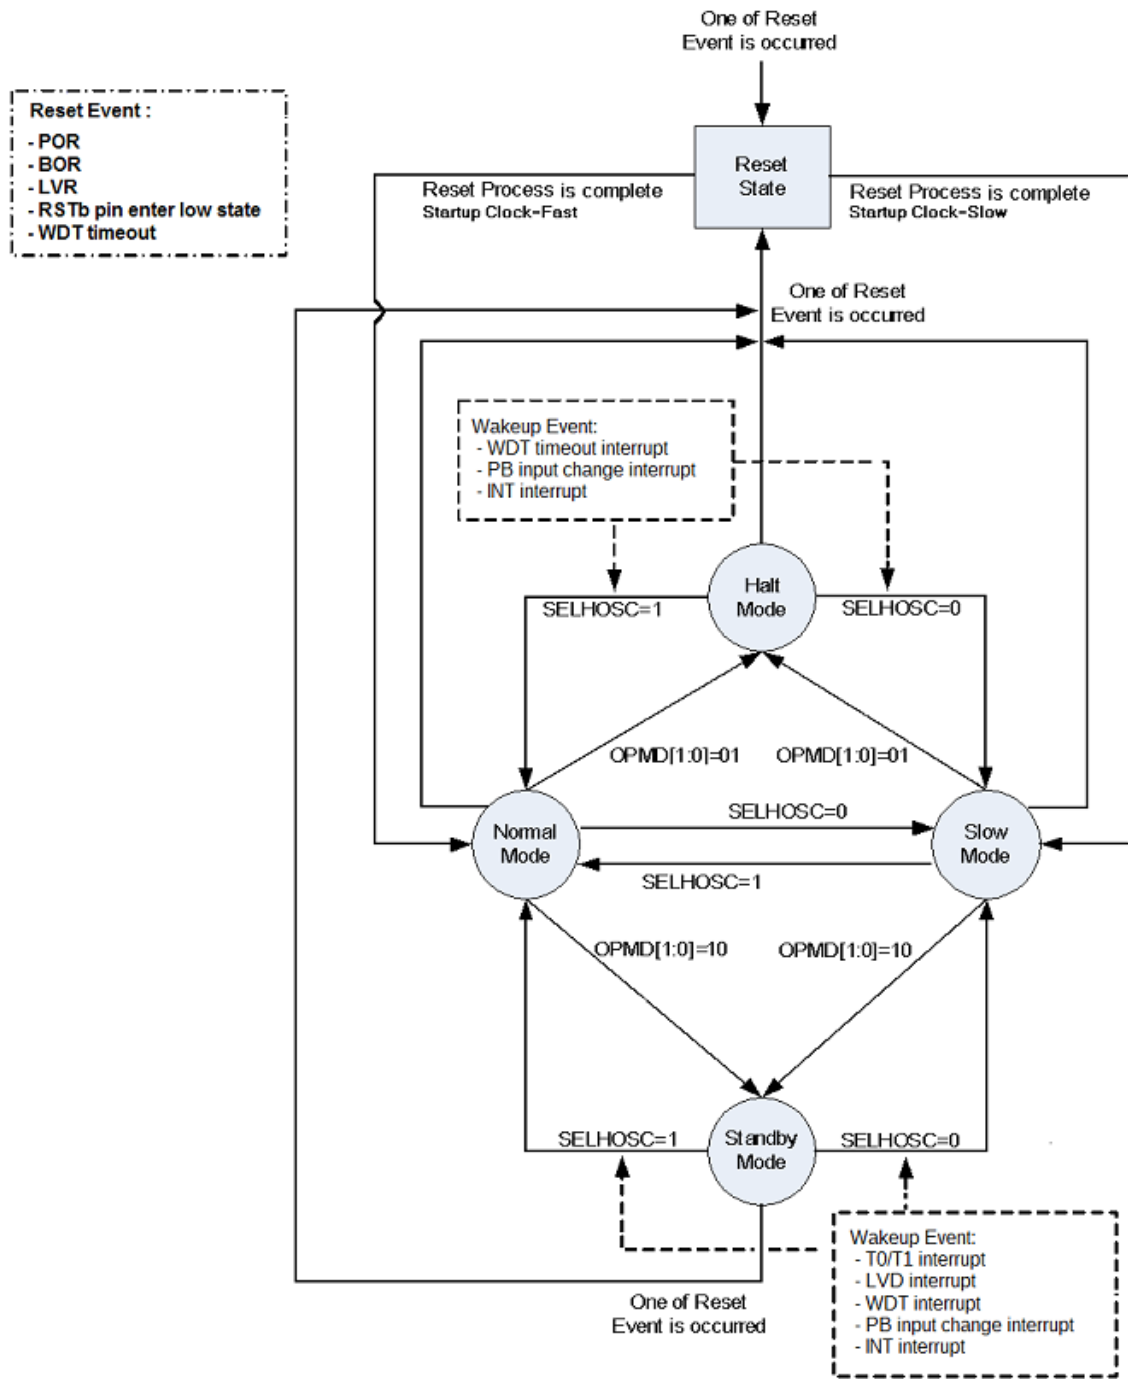 One of Reset
Event is occurred
Reset Event :
- POR
- BOR
- LVR
- RSTb pin enter low state
- WDT timeout
Reset
State
Reset Process is complete
Startup Clock-Fast
Reset Process is complete
Startup Clock-Slow
One of Reset
Event is occurred
Wakeup Event:
- WDT timeout interrupt
- PB input change interrupt
- INT interrupt
Halt
Mode
SELHOSC=1
SELHOSC=0
OPMD[1:0]=01
OPMD[1:0]=01
SELHOSC=0
Normal
Mode
Slow
Mode
SELHOSC=1
OPMD[1:0]=10
OPMD[1:0]=10
SELHOSC=1
Standby
Mode
SELHOSC=0
Wakeup Event:
- T0/T1 interrupt
- LVD interrupt
- WDT interrupt
- PB input change interrupt
- INT interrupt
One of Reset
Event is occurred